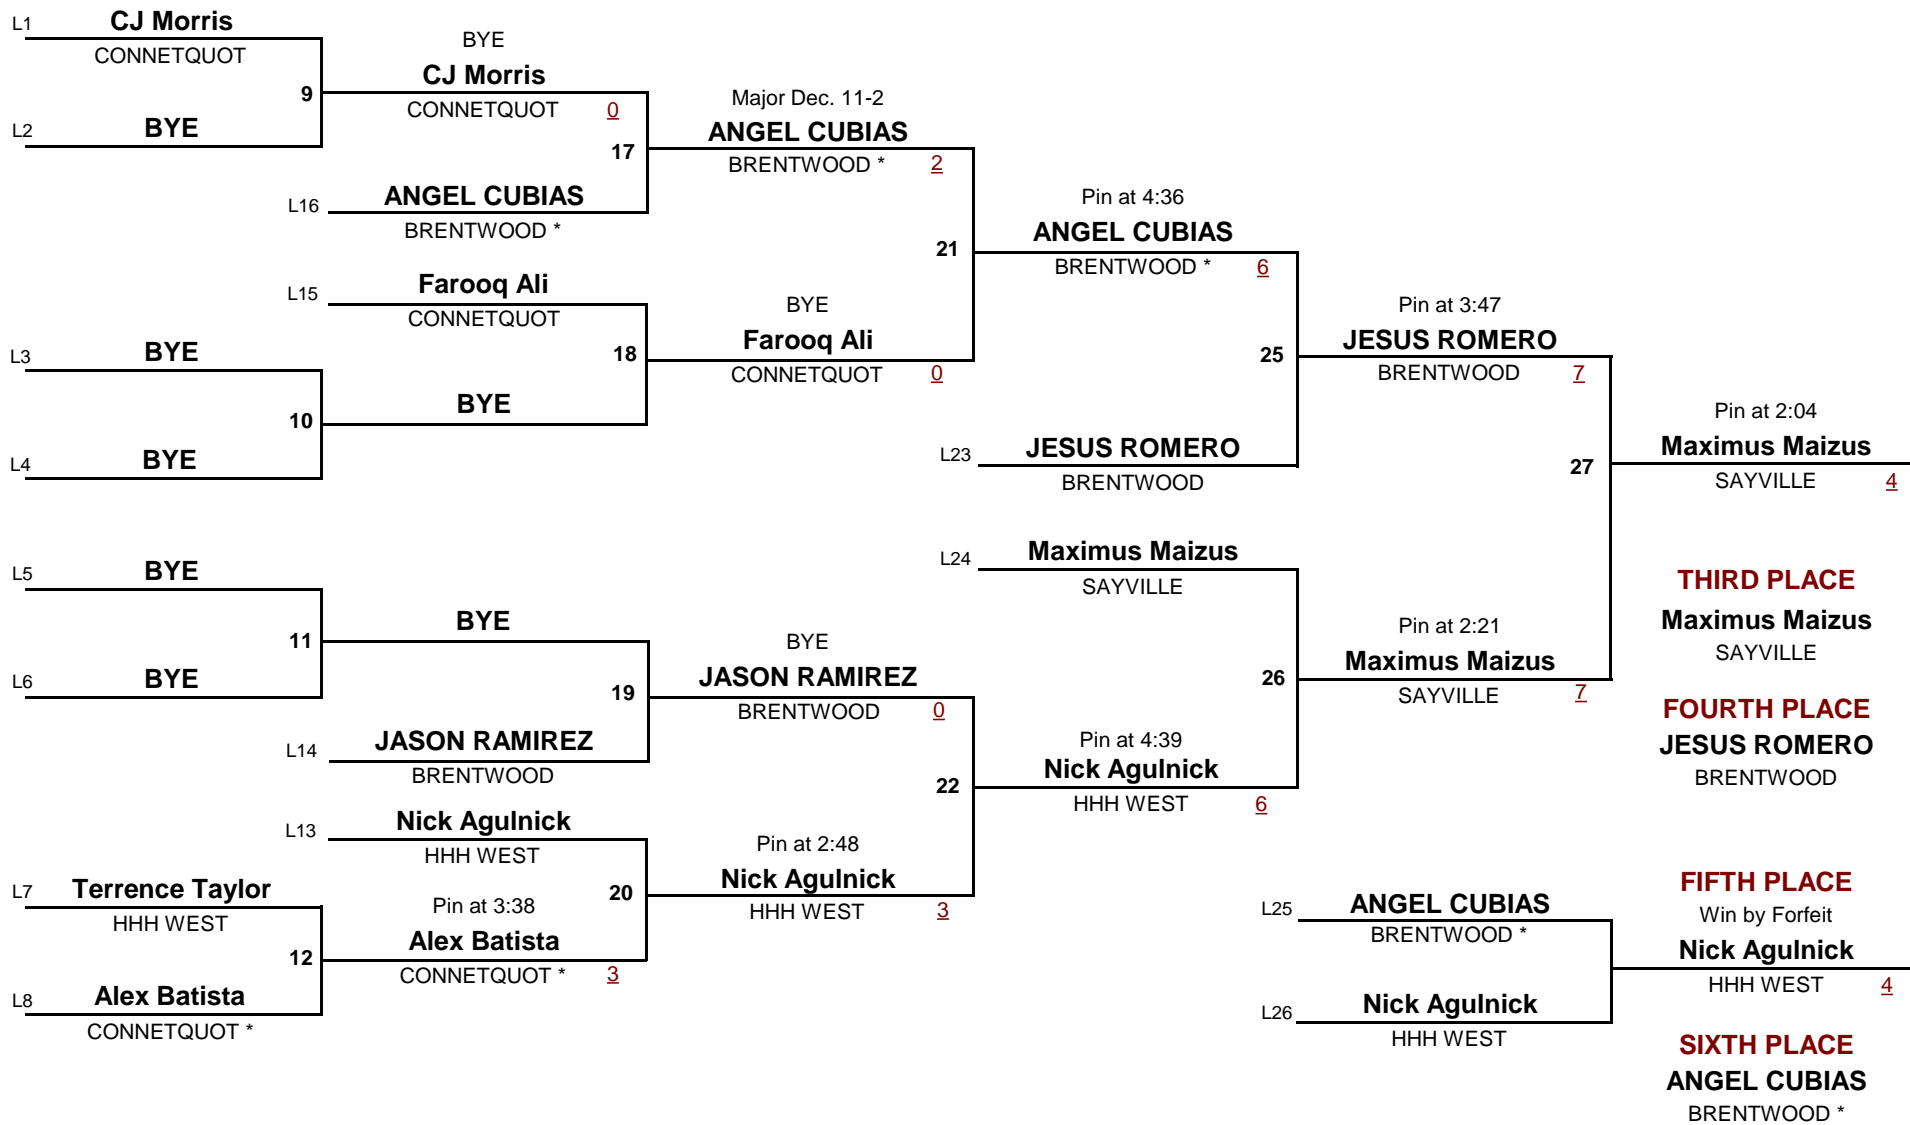 L1 CJ Morris
CONNETQUOT
9
L2 BYE
BYE
CJ Morris
CONNETQUOT 0
17
L16 ANGEL CUBIAS
BRENTWOOD *
Major Dec. 11-2
ANGEL CUBIAS
BRENTWOOD * 2
L15 Farooq Ali
CONNETQUOT
18
L3 BYE
10
L4 BYE
BYE
BYE
Farooq Ali
CONNETQUOT 0
21
Pin at 4:36
ANGEL CUBIAS
BRENTWOOD * 6
25
L23 JESUS ROMERO
BRENTWOOD
Pin at 3:47
JESUS ROMERO
BRENTWOOD 7
27
Pin at 2:04
Maximus Maizus
SAYVILLE 4
L5 BYE
11
L6 BYE
BYE
19
L14 JASON RAMIREZ
BRENTWOOD
BYE
JASON RAMIREZ
BRENTWOOD 0
22
L13 Nick Agulnick
HHH WEST
20
L7 Terrence Taylor
HHH WEST
12
L8 Alex Batista
CONNETQUOT *
Pin at 3:38
Alex Batista
CONNETQUOT * 3
Pin at 2:48
Nick Agulnick
HHH WEST 3
L24 Maximus Maizus
SAYVILLE
26
Pin at 4:39
Nick Agulnick
HHH WEST 6
Pin at 2:21
Maximus Maizus
SAYVILLE 7
THIRD PLACE
Maximus Maizus
SAYVILLE
FOURTH PLACE
JESUS ROMERO
BRENTWOOD
L25 ANGEL CUBIAS
BRENTWOOD *
L26 Nick Agulnick
HHH WEST
FIFTH PLACE
Win by Forfeit
Nick Agulnick
HHH WEST 4
SIXTH PLACE
ANGEL CUBIAS
BRENTWOOD *